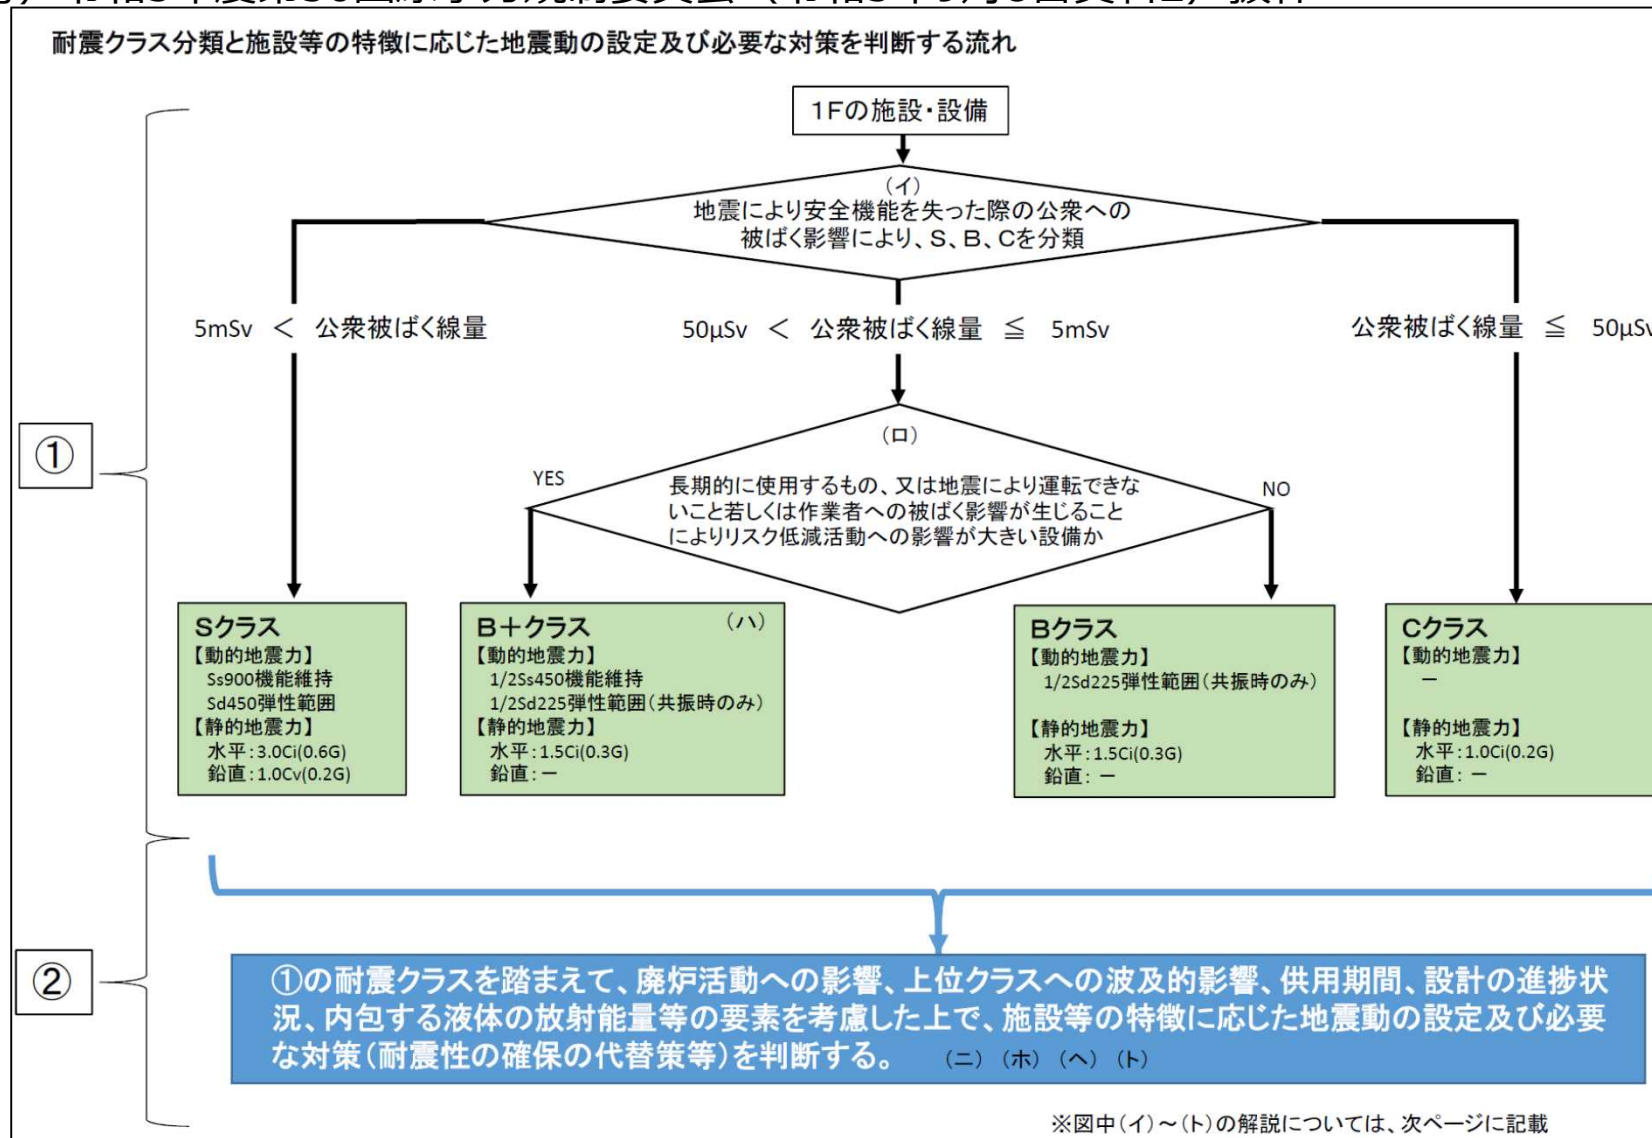 耐震クラス分類と施設等の特徴に応じた地震動の設定及び必要な対策を判断する流れ
1Fの施設・設備
(イ)
地震により安全機能を失った際の公衆への
被ばく影響により、S、B、Cを分類
5mSv ＜ 公衆被ばく線量
50μSv ＜ 公衆被ばく線量 ≦ 5mSv
公衆被ばく線量 ≦ 50μSv
①
(ロ)
YES
長期的に使用するもの、又は地震により運転できな
いこと若しくは作業者への被ばく影響が生じること
によりリスク低減活動への影響が大きい設備か
NO
Sクラス
【動的地震力】
Ss900機能維持
Sd450弾性範囲
【静的地震力】
水平:3.0Ci(0.6G)
鉛直:1.0Cv(0.2G)
B＋クラス (ハ)
【動的地震力】
1/2Ss450機能維持
1/2Sd225弾性範囲(共振時のみ)
【静的地震力】
水平:1.5Ci(0.3G)
鉛直:－
Bクラス
【動的地震力】
1/2Sd225弾性範囲(共振時のみ)
【静的地震力】
水平:1.5Ci(0.3G)
鉛直: －
Cクラス
【動的地震力】
－
【静的地震力】
水平:1.0Ci(0.2G)
鉛直: －
②
①の耐震クラスを踏まえて、廃炉活動への影響、上位クラスへの波及的影響、供用期間、設計の進捗状
況、内包する液体の放射能量等の要素を考慮した上で、施設等の特徴に応じた地震動の設定及び必要
な対策(耐震性の確保の代替策等)を判断する。 (ニ) (ホ) (ヘ) (ト)
※図中(イ)～(ト)の解説については、次ページに記載